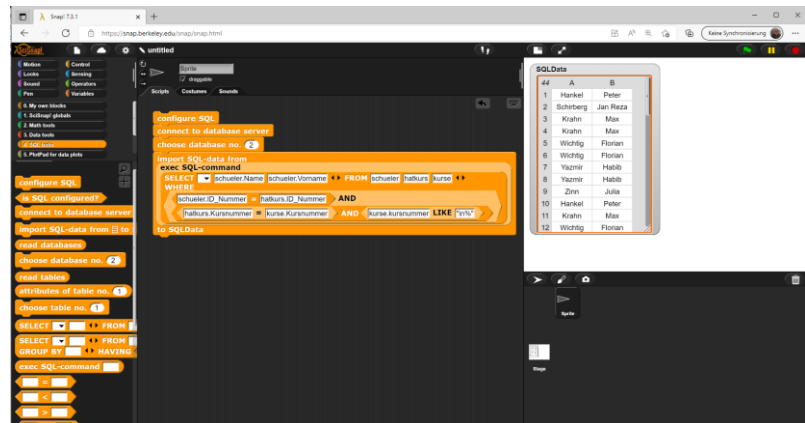 Snap! 7.3.1
https://snap.berkeley.edu/snap/snap.html
Keine Synchronisierung
untitled
Motion Control
Looks Sensing
Sound Operators
Pen Variables
0. My own blocks
1. SciSnap! globals
2. Math tools
3. Data tools
4. SQL tools
5. PlotPad for data plots
configure SQL
is SQL configured?
connect to database server
import SQL-data from to
read databases
choose database no. 2
read tables
attributes of table no. 1
choose table no. 1
SELECT FROM
SELECT FROM
GROUP BY HAVING
exec SQL-command
=
<
>
Sprite
draggable
Scripts Costumes Sounds
configure SQL
connect to database server
choose database no. 2
import SQL-data from
exec SQL-command
SELECT schueler.Name schueler.Vorname FROM schueler hatkurs kurse
WHERE
schueler.ID_Nummer = hatkurs.ID_Nummer AND
hatkurs.Kursnummer = kurse.Kursnummer AND kurse.kursnummer LIKE "in%"
to SQLData
SQLData
44 A B
1 Hankel Peter
2 Schirberg Jan Reza
3 Krahn Max
4 Krahn Max
5 Wichtig Florian
6 Wichtig Florian
7 Yazmir Habib
8 Yazmir Habib
9 Zinn Julia
10 Hankel Peter
11 Krahn Max
12 Wichtig Florian
Sprite
Stage